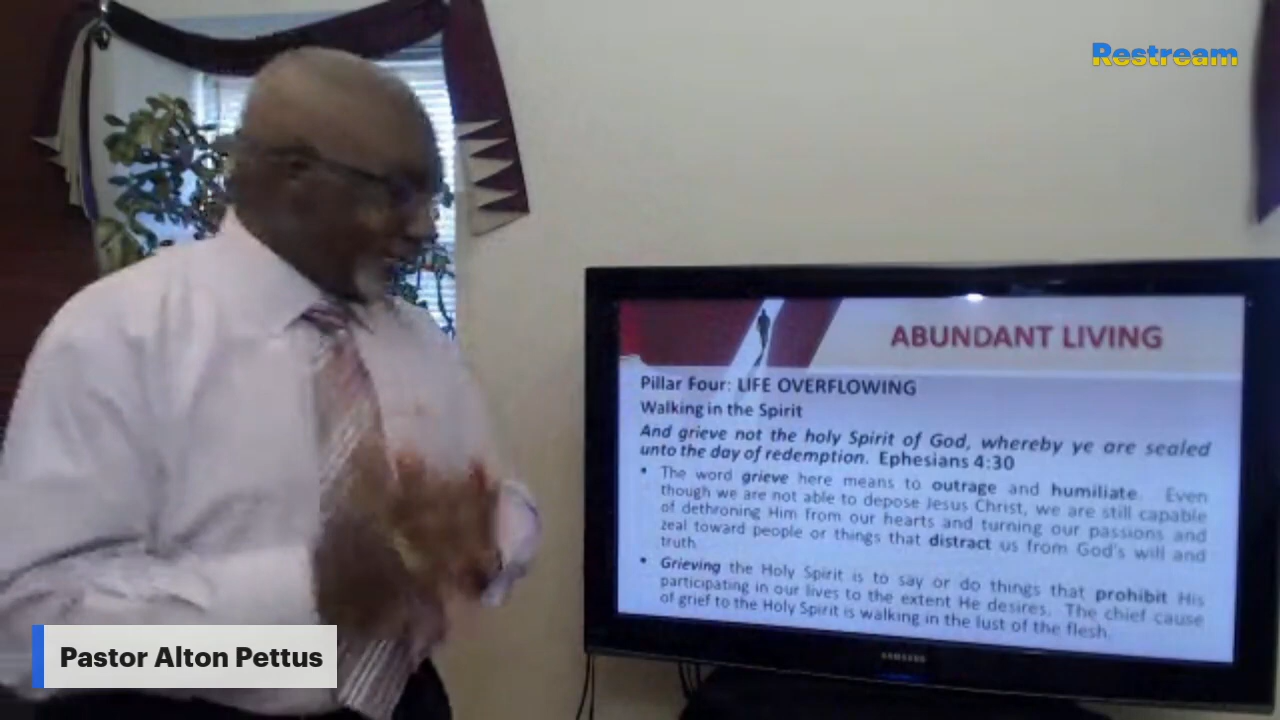 Restream
ABUNDANT LIVING
Pillar Four: LIFE OVERFLOWING
Walking in the Spirit
And grieve not the holy Spirit of God, whereby ye are sealed
unto the day of redemption. Ephesians 4:30
• The word grieve here means to outrage and humiliate. Even
though we are not able to depose Jesus Christ, we are still capable
of dethroning Him from our hearts and turning our passions and
zeal toward people or things that distract us from God's will and
truth.
• Grieving the Holy Spirit is to say or do things that prohibit His
participating in our lives to the extent He desires. The chief cause
of grief to the Holy Spirit is walking in the lust of the flesh.
SAMSUNG
Pastor Alton Pettus